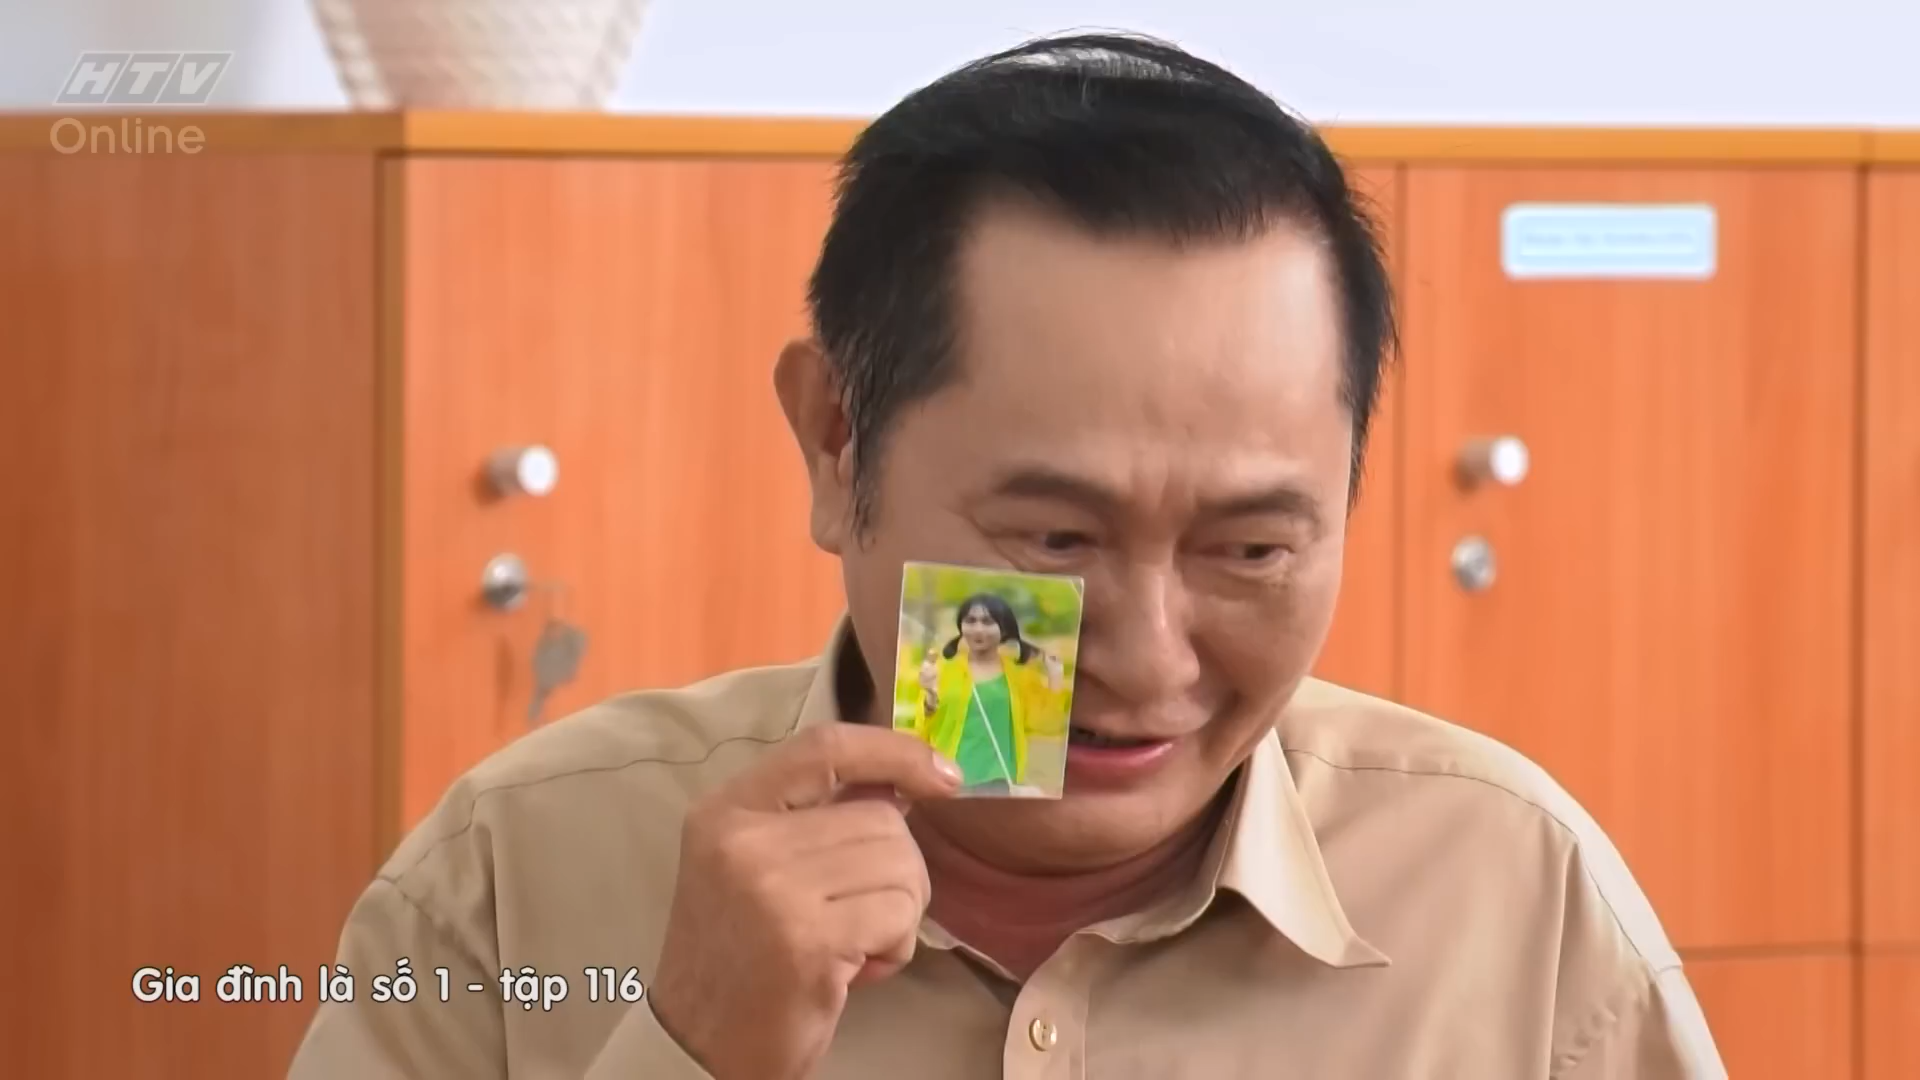 HTV
Online
Gia đình là số 1 - tập 116